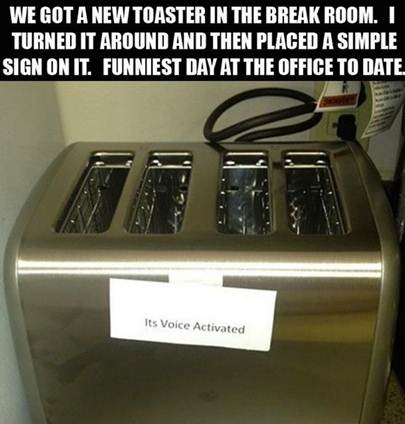 WE GOT A NEW TOASTER IN THE BREAK ROOM. I
TURNED IT AROUND AND THEN PLACED A SIMPLE
SIGN ON IT. FUNNIEST DAY AT THE OFFICE TO DATE.
Its Voice Activated